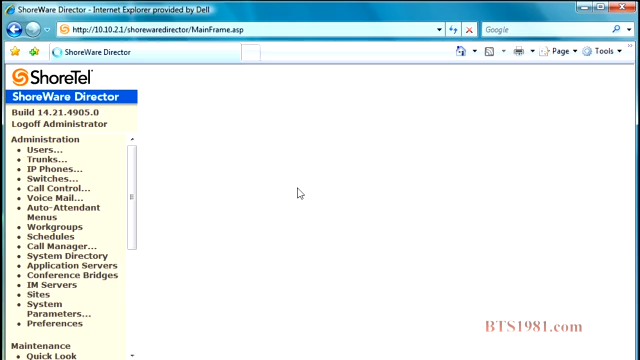 ShoreWare Director - Internet Explorer provided by Dell
http://10.10.2.1/shorewaredirector/MainFrame.asp
Google
ShoreWare Director
Page
Tools
ShoreTel
ShoreWare Director
Build 14.21.4905.0
Logoff Administrator
Administration
Users...
Trunks...
IP Phones...
Switches...
Call Control...
Voice Mail...
Auto-Attendant
Menus
Workgroups
Schedules
Call Manager...
System Directory
Application Servers
Conference Bridges
IM Servers
Sites
System
Parameters...
Preferences
BTS1981.com
Maintenance
Quick Look